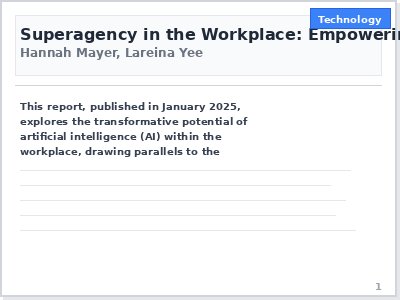 Technology
Superagency in the Workplace: Empoweri
Hannah Mayer, Lareina Yee
This report, published in January 2025,
explores the transformative potential of
artificial intelligence (AI) within the
workplace, drawing parallels to the
1